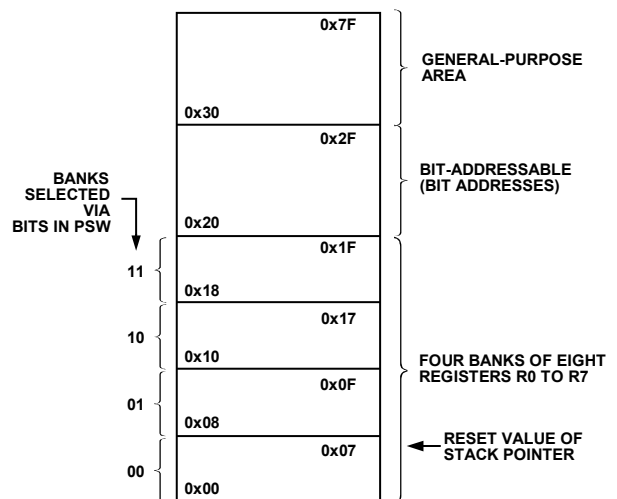 0x7F
GENERAL-PURPOSE
AREA
0x30
0x2F
BANKS
SELECTED
VIA
BITS IN PSW
BIT-ADDRESSABLE
(BIT ADDRESSES)
0x20
0x1F
11
0x18
0x17
10
0x10
FOUR BANKS OF EIGHT
REGISTERS R0 TO R7
0x0F
01
0x08
0x07
RESET VALUE OF
STACK POINTER
00
0x00